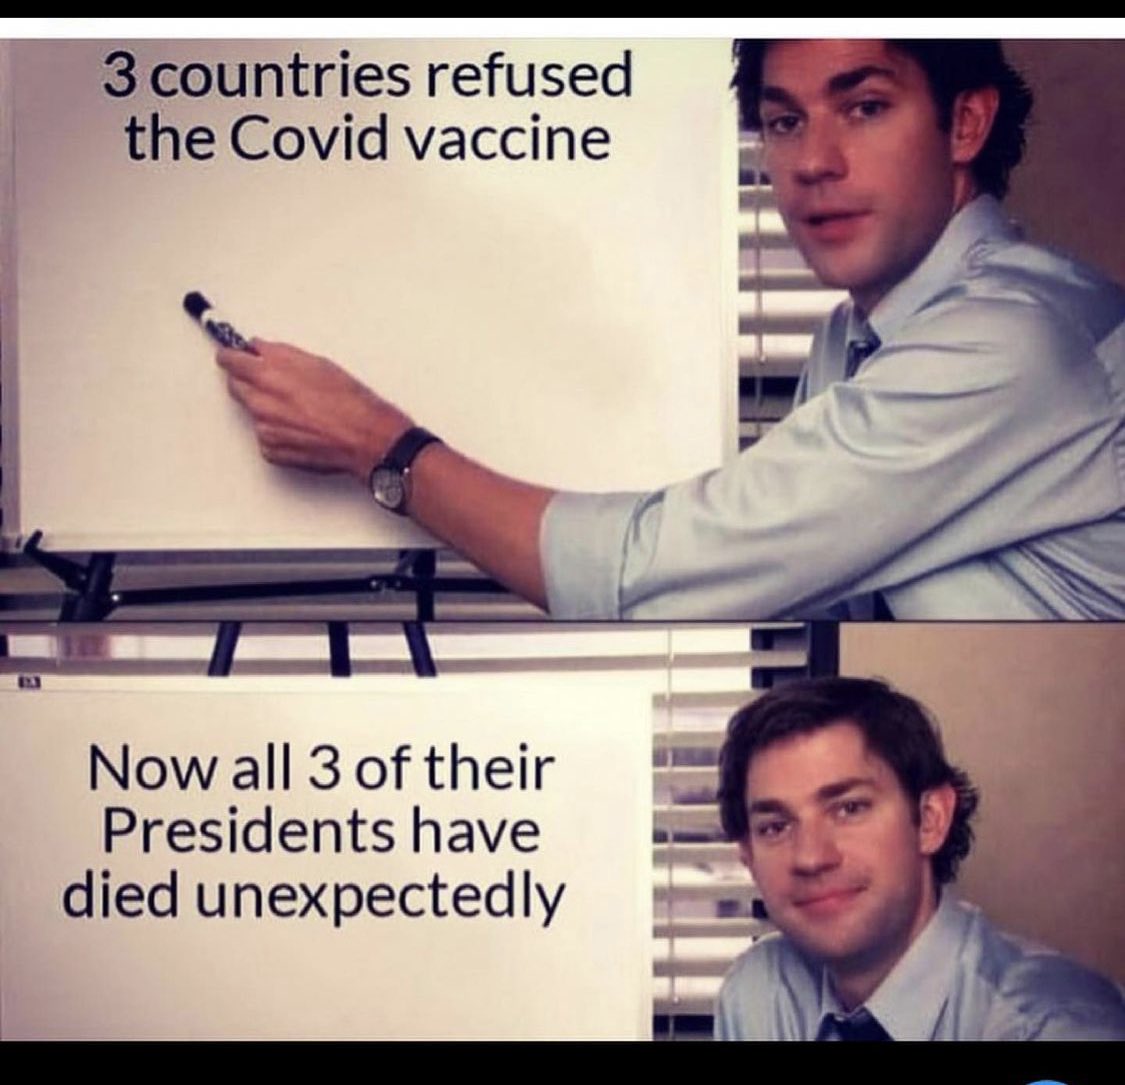 3 countries refused
the Covid vaccine
Now all 3 of their
Presidents have
died unexpectedly